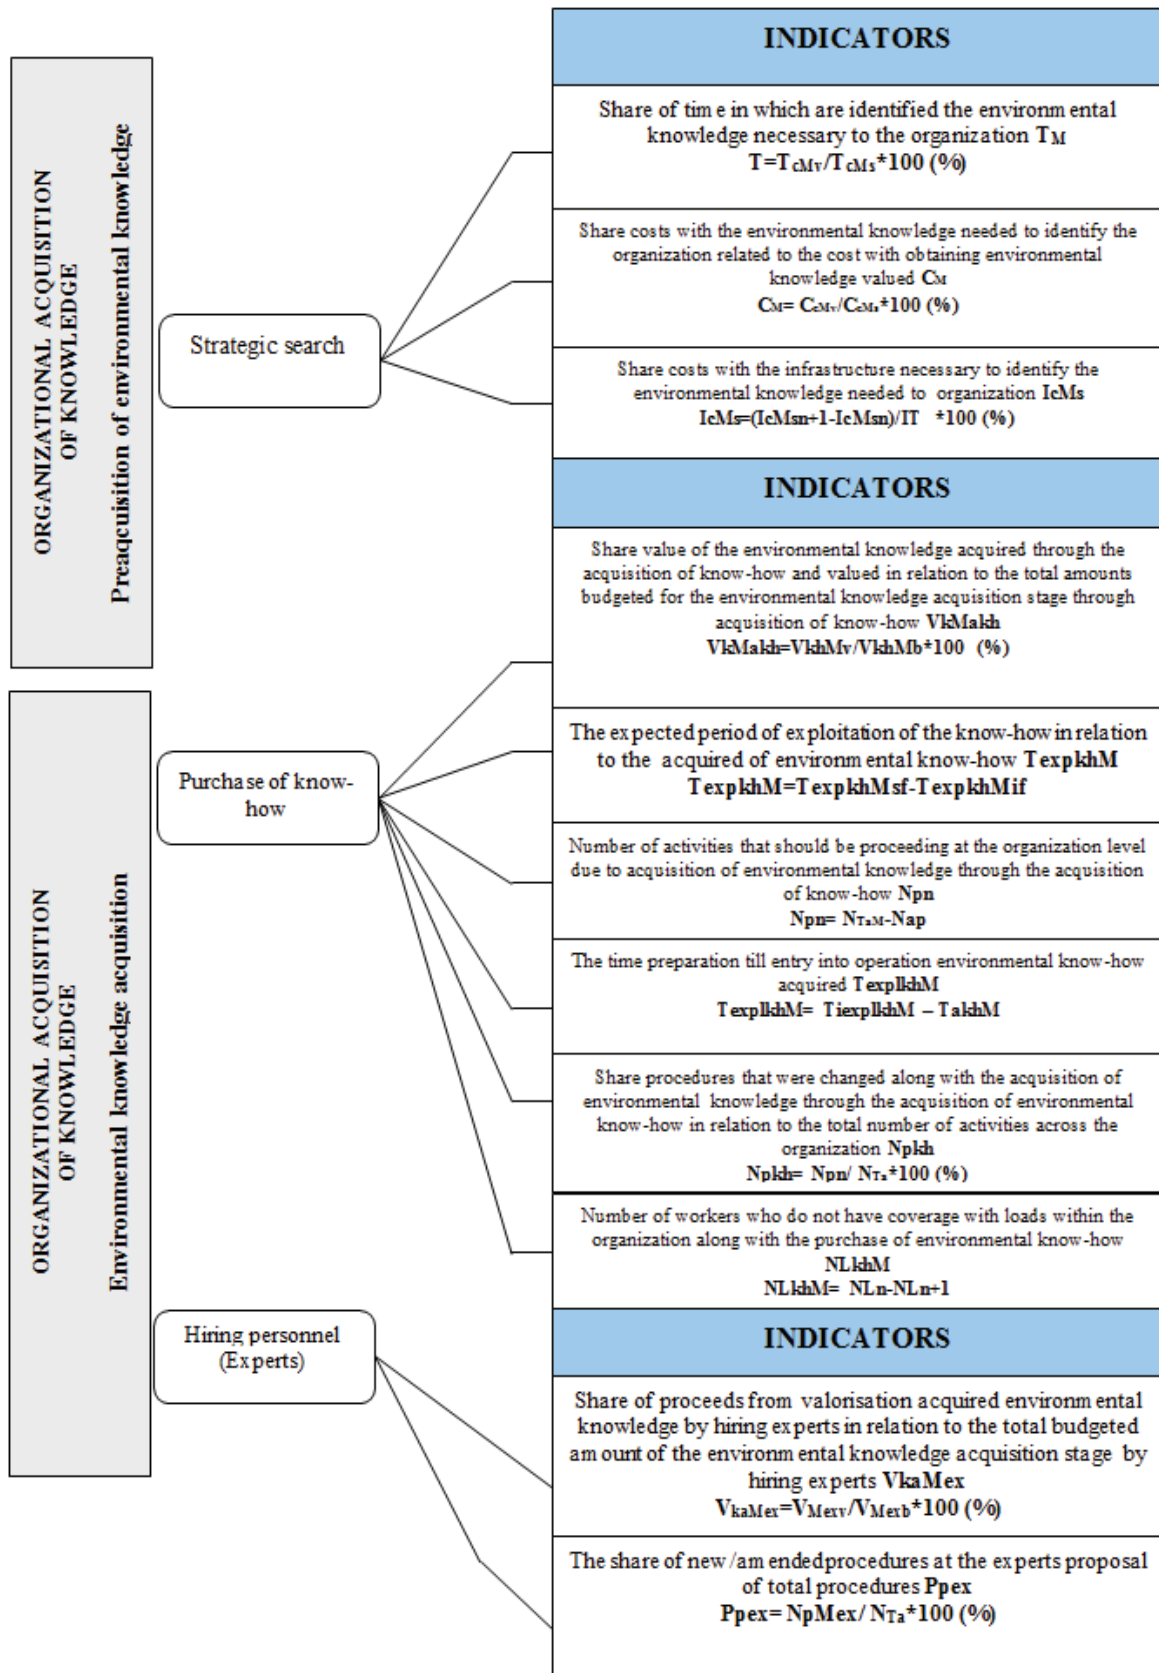 INDICATORS
Share of time in which are identified the environmental
knowledge necessary to the organization TM
T=TcMv/TcMs*100 (%)
Share costs with the environmental knowledge needed to identify the
organization related to the cost with obtaining environmental
knowledge valued CM
CM= CcMv/CcMs*100 (%)
Share costs with the infrastructure necessary to identify the
environmental knowledge needed to organization IcMs
IcMs=(IcMsn+1-IcMsn)/IT *100 (%)
ORGANIZATIONAL ACQUISITION
OF KNOWLEDGE
Preaqcuisition of environmental knowledge
Strategic search
INDICATORS
Share value of the environmental knowledge acquired through the
acquisition of know-how and valued in relation to the total amounts
budgeted for the environmental knowledge acquisition stage through
acquisition of know-how VkMakh
VkMakh=VkhMv/VkhMb*100 (%)
The expected period of exploitation of the know-how in relation
to the acquired of environmental know-how TexpkhM
TexpkhM=TexpkhMsf-TexpkhMif
Number of activities that should be proceeding at the organization level
due to acquisition of environmental knowledge through the acquisition
of know-how Npn
Npn= NTaM-Nap
The time preparation till entry into operation environmental know-how
acquired TexplkhM
TexplkhM= TiexplkhM – TakhM
Share procedures that were changed along with the acquisition of
environmental knowledge through the acquisition of environmental
know-how in relation to the total number of activities across the
organization Npkh
Npkh= Npn/ NTa*100 (%)
Number of workers who do not have coverage with loads within the
organization along with the purchase of environmental know-how
NLkhM
NLkhM= NLn-NLn+1
ORGANIZATIONAL ACQUISITION
OF KNOWLEDGE
Environmental knowledge acquisition
Purchase of know-
how
Hiring personnel
(Experts)
INDICATORS
Share of proceeds from valorisation acquired environmental
knowledge by hiring experts in relation to the total budgeted
amount of the environmental knowledge acquisition stage by
hiring experts VkaMex
VkaMex=VMexv/VMexb*100 (%)
The share of new/amended procedures at the experts proposal
of total procedures Ppex
Ppex= NpMex/ NTa*100 (%)